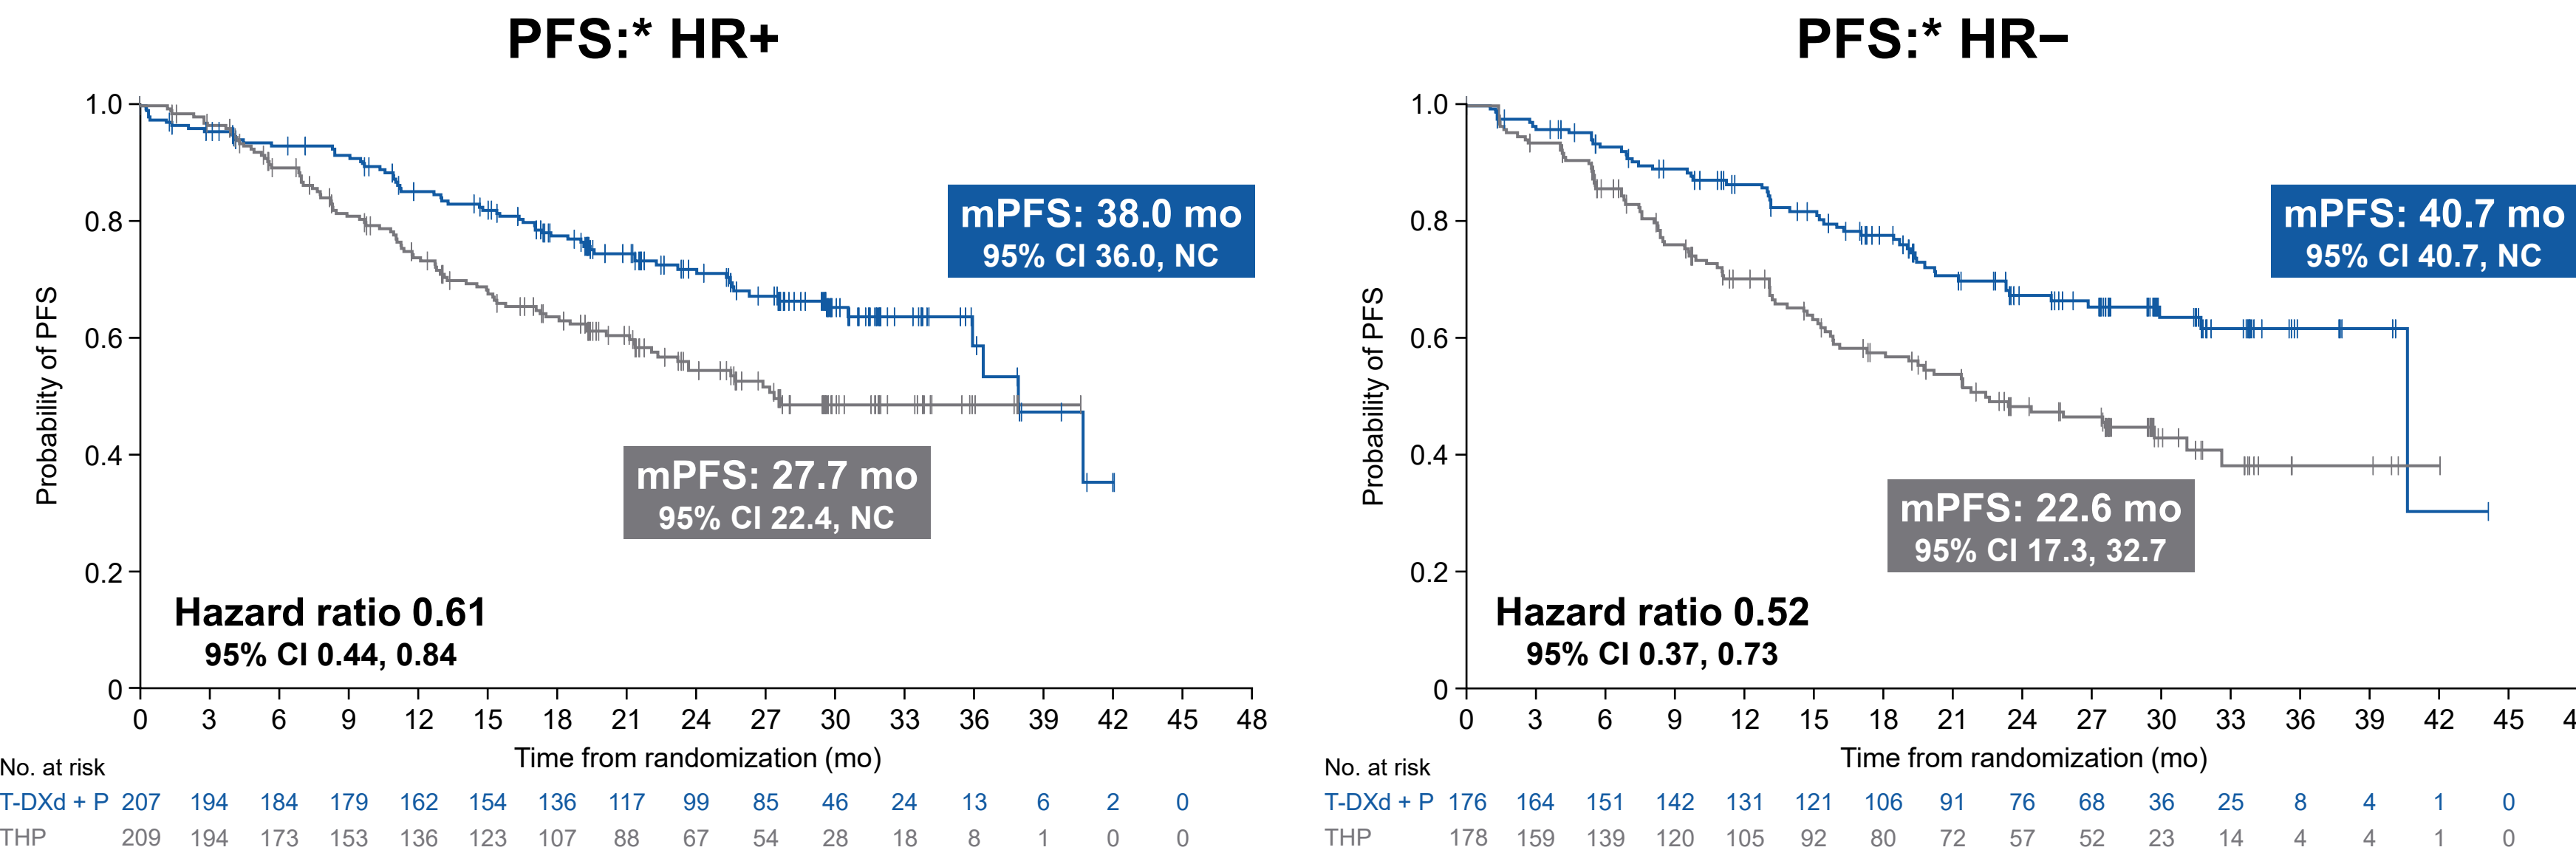 PFS:* HR+
1.0
0.8
0.6
0.4
0.2
0
Probability of PFS
mPFS: 38.0 mo
95% CI 36.0, NC
mPFS: 27.7 mo
95% CI 22.4, NC
Hazard ratio 0.61
95% CI 0.44, 0.84
0 3 6 9 12 15 18 21 24 27 30 33 36 39 42 45 48
Time from randomization (mo)
No. at risk
T-DXd + P 207 194 184 179 162 154 136 117 99 85 46 24 13 6 2 0
THP 209 194 173 153 136 123 107 88 67 54 28 18 8 1 0 0
PFS:* HR−
1.0
0.8
0.6
0.4
0.2
0
Probability of PFS
mPFS: 40.7 mo
95% CI 40.7, NC
mPFS: 22.6 mo
95% CI 17.3, 32.7
Hazard ratio 0.52
95% CI 0.37, 0.73
0 3 6 9 12 15 18 21 24 27 30 33 36 39 42 45 4
Time from randomization (mo)
No. at risk
T-DXd + P 176 164 151 142 131 121 106 91 76 68 36 25 8 4 1 0
THP 178 159 139 120 105 92 80 72 57 52 23 14 4 4 1 0